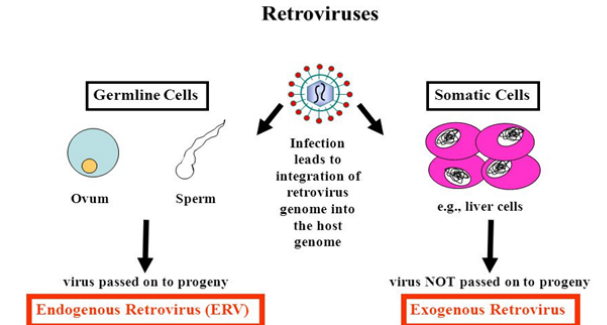 Retroviruses
Germline Cells
Somatic Cells
Infection
leads to
integration of
retrovirus
genome into
the host
genome
Ovum
Sperm
e.g., liver cells
virus passed on to progeny
virus NOT passed on to progeny
Endogenous Retrovirus (ERV)
Exogenous Retrovirus